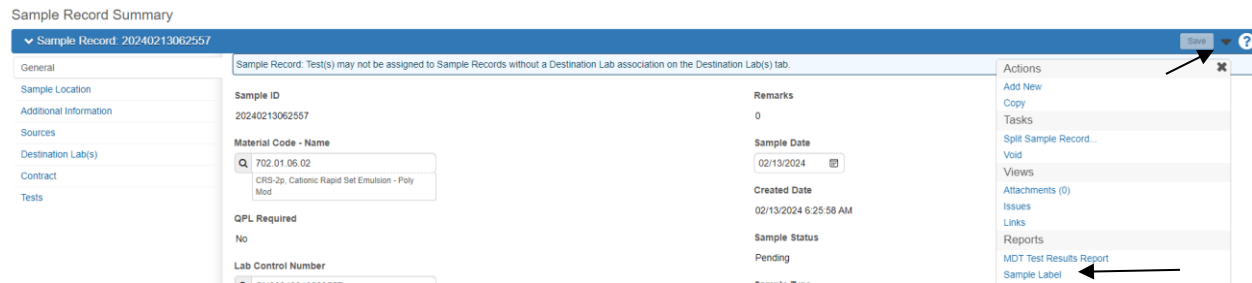 Sample Record Summary
Sample Record: 20240213062557
Save
?
General
Sample Location
Additional Information
Sources
Destination Lab(s)
Contract
Tests
Sample Record: Test(s) may not be assigned to Sample Records without a Destination Lab association on the Destination Lab(s) tab.
Sample ID
20240213062557
Material Code - Name
702.01.06.02
CRS-2p, Cationic Rapid Set Emulsion - Poly
Mod
QPL Required
No
Lab Control Number
Remarks
0
Sample Date
02/13/2024
Created Date
02/13/2024 6:25:58 AM
Sample Status
Pending
Sample Type
Actions
Add New
Copy
Tasks
Split Sample Record...
Void
Views
Attachments (0)
Issues
Links
Reports
MDT Test Results Report
Sample Label